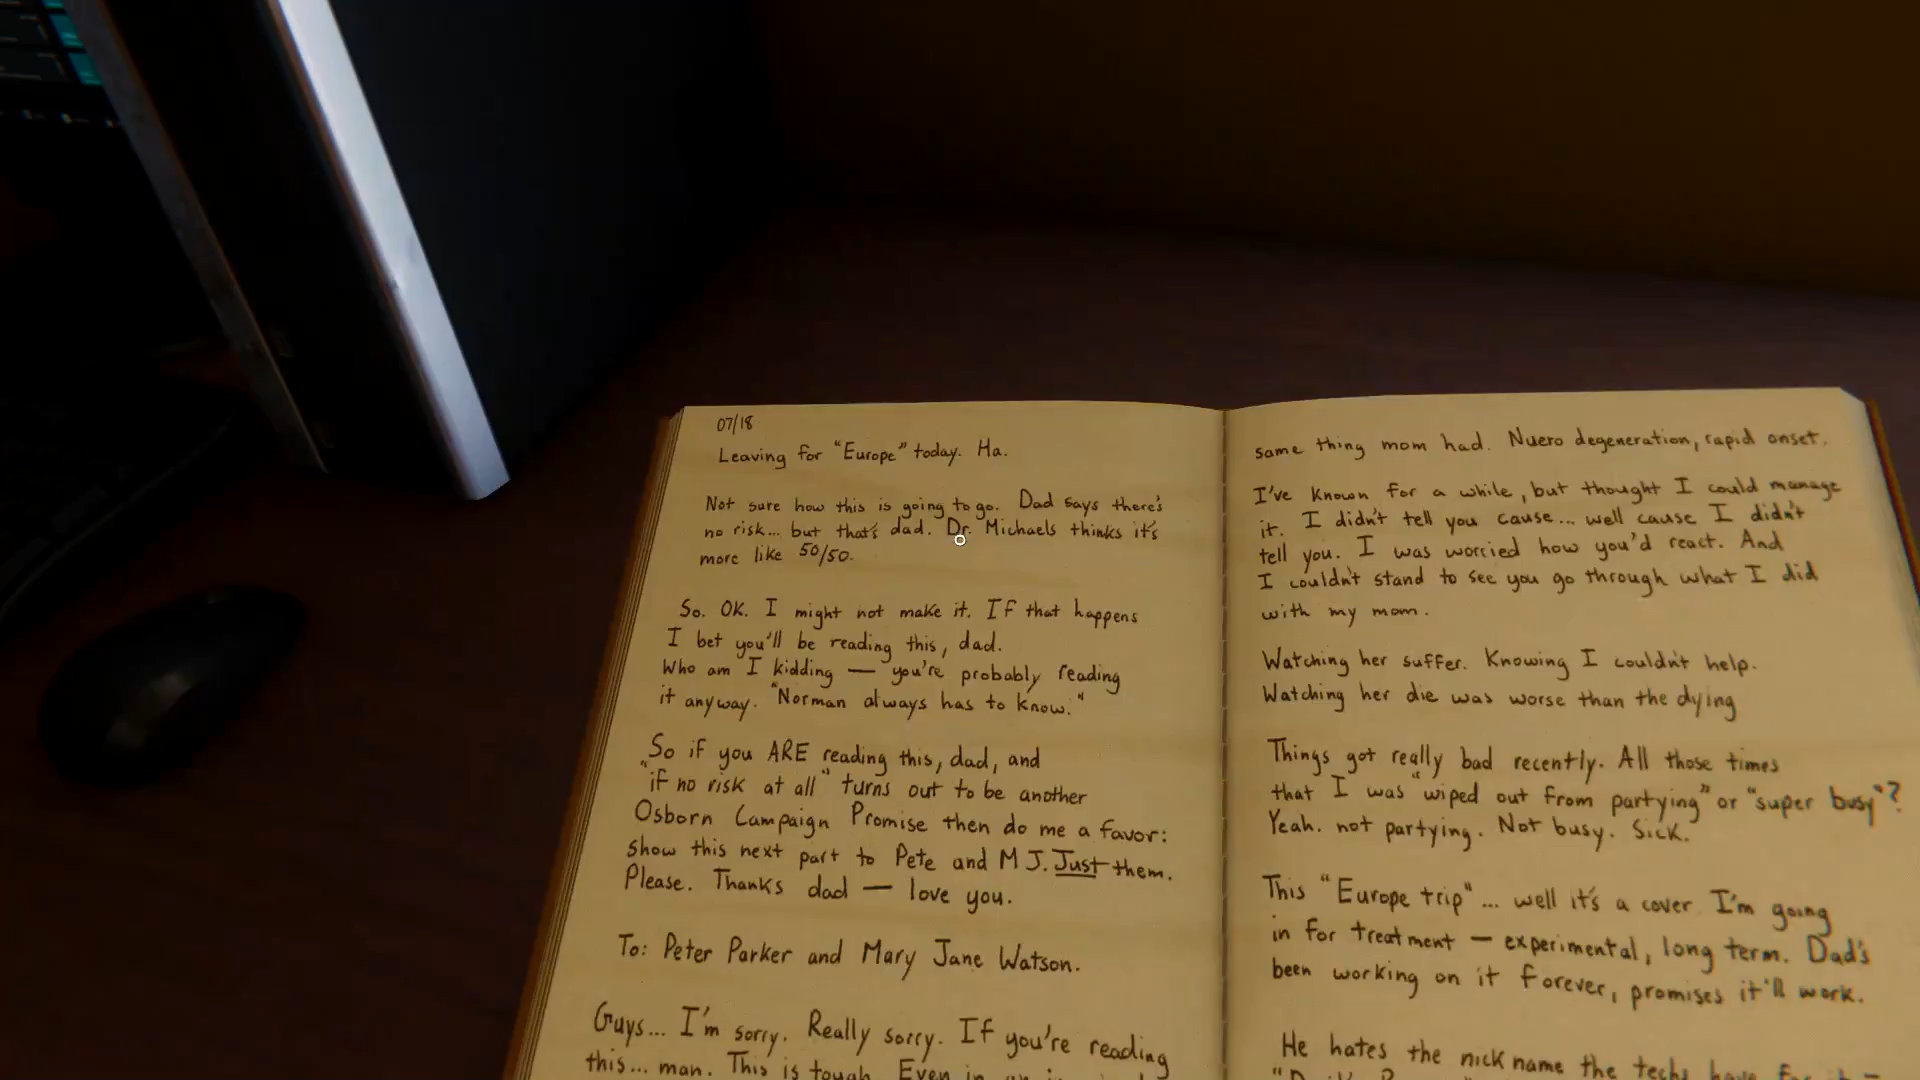 07/18
Leaving for "Europe" today. Ha.
Not sure how this is going to go. Dad says there's
no risk... but that's dad. Dr. Michaels thinks it's
more like 50/50.
So. OK. I might not make it. If that happens
I bet you'll be reading this, dad.
Who am I kidding — you're probably reading
it anyway. "Norman always has to know."
So if you ARE reading this, dad, and
"if no risk at all" turns out to be another
Osborn Campaign Promise then do me a favor:
show this next part to Pete and MJ. Just them.
Please. Thanks dad — love you.
To: Peter Parker and Mary Jane Watson.
Guys... I'm sorry. Really sorry. If you're reading
this... man. This is tough. Even in
same thing mom had. Nuero degeneration, rapid onset.
I've known for a while, but thought I could manage
it. I didn't tell you cause... well cause I didn't
tell you. I was worried how you'd react. And
I couldn't stand to see you go through what I did
with my mom.
Watching her suffer. Knowing I couldn't help.
Watching her die was worse than the dying
Things got really bad recently. All those times
that I was "wiped out from partying" or "super busy"?
Yeah. not partying. Not busy. Sick.
This "Europe trip"... well it's a cover. I'm going
in for treatment — experimental, long term. Dad's
been working on it forever, promises it'll work.
He hates the nickname the techs have for it —